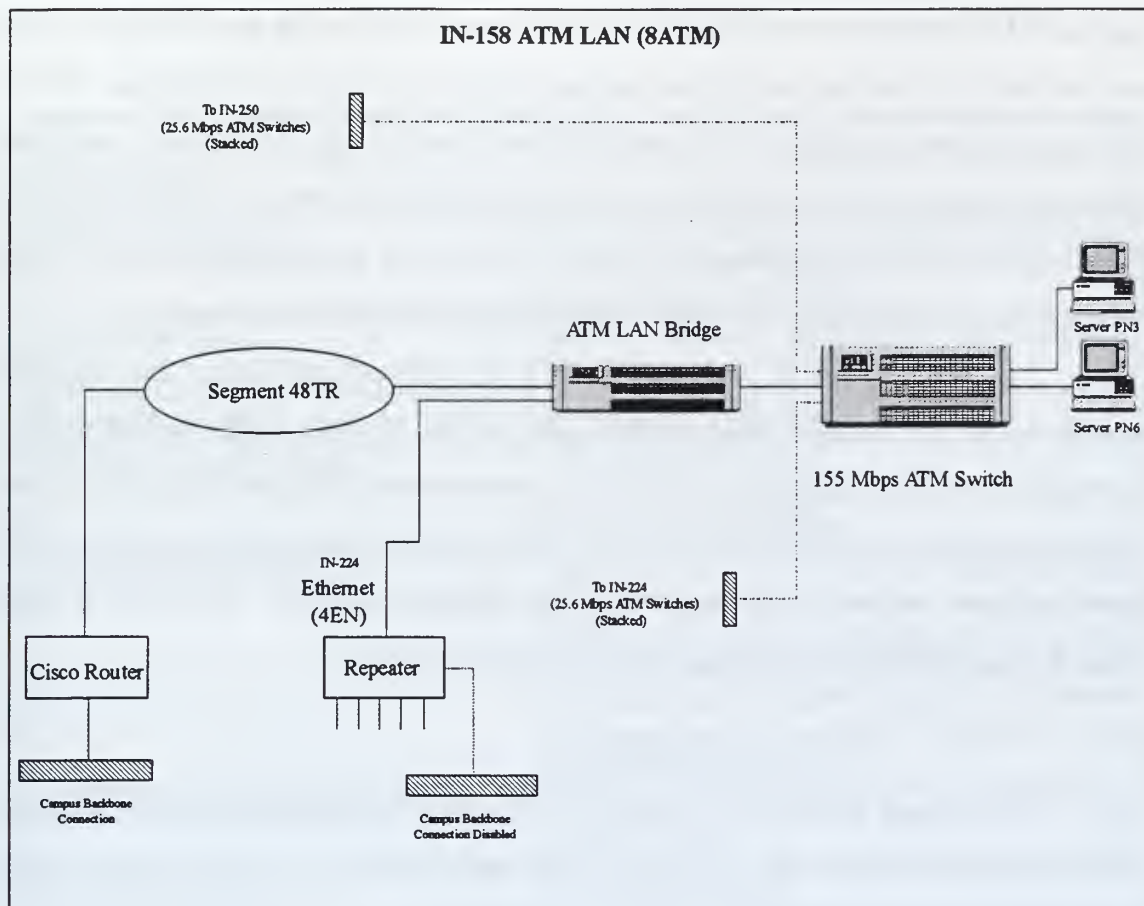 IN-158 ATM LAN (8ATM)
To IN-250
(25.6 Mbps ATM Switches)
(Stacked)
Server PN3
ATM LAN Bridge
Segment 48TR
Server PN6
155 Mbps ATM Switch
IN-224
Ethernet
(4EN)
To IN-224
(25.6 Mbps ATM Switches)
(Stacked)
Cisco Router
Repeater
Campus Backbone
Connection
Campus Backbone
Connection Disabled